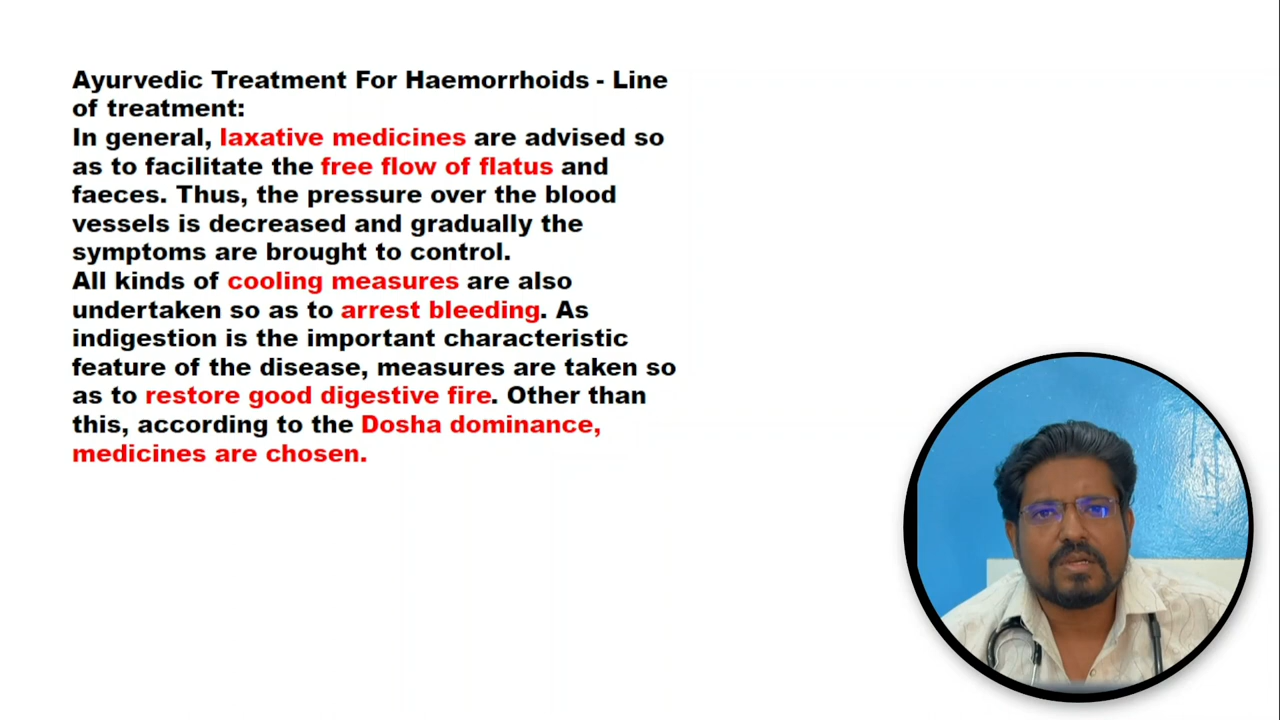 Ayurvedic Treatment For Haemorrhoids - Line
of treatment:
In general, laxative medicines are advised so
as to facilitate the free flow of flatus and
faeces. Thus, the pressure over the blood
vessels is decreased and gradually the
symptoms are brought to control.
All kinds of cooling measures are also
undertaken so as to arrest bleeding. As
indigestion is the important characteristic
feature of the disease, measures are taken so
as to restore good digestive fire. Other than
this, according to the Dosha dominance,
medicines are chosen.